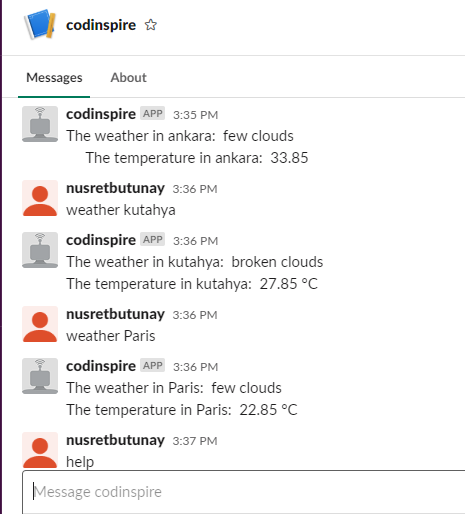 codinspire
Messages About
codinspire APP 3:35 PM
The weather in ankara: few clouds
The temperature in ankara: 33.85
nusretbutunay 3:36 PM
weather kutahya
codinspire APP 3:36 PM
The weather in kutahya: broken clouds
The temperature in kutahya: 27.85 °C
nusretbutunay 3:36 PM
weather Paris
codinspire APP 3:36 PM
The weather in Paris: few clouds
The temperature in Paris: 22.85 °C
nusretbutunay 3:37 PM
help
Message codinspire